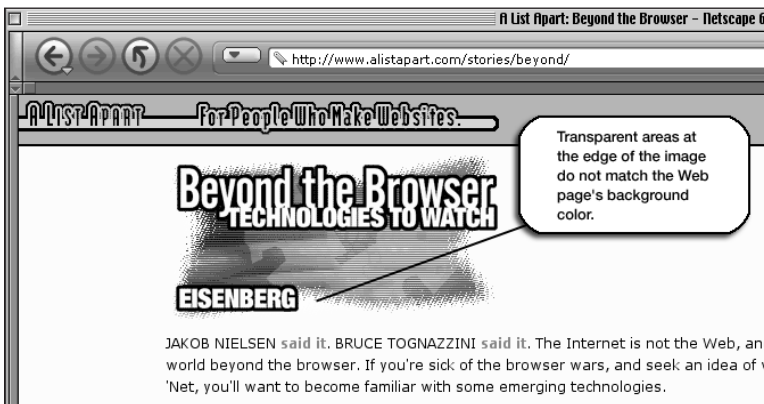 A List Apart: Beyond the Browser – Netscape 6
http://www.alistapart.com/stories/beyond/
A LIST APART
For People Who Make Websites.
Transparent areas at
the edge of the image
do not match the Web
page's background
color.
Beyond the Browser
TECHNOLOGIES TO WATCH
EISENBERG
JAKOB NIELSEN said it. BRUCE TOGNAZZINI said it. The Internet is not the Web, an
world beyond the browser. If you're sick of the browser wars, and seek an idea of
'Net, you'll want to become familiar with some emerging technologies.